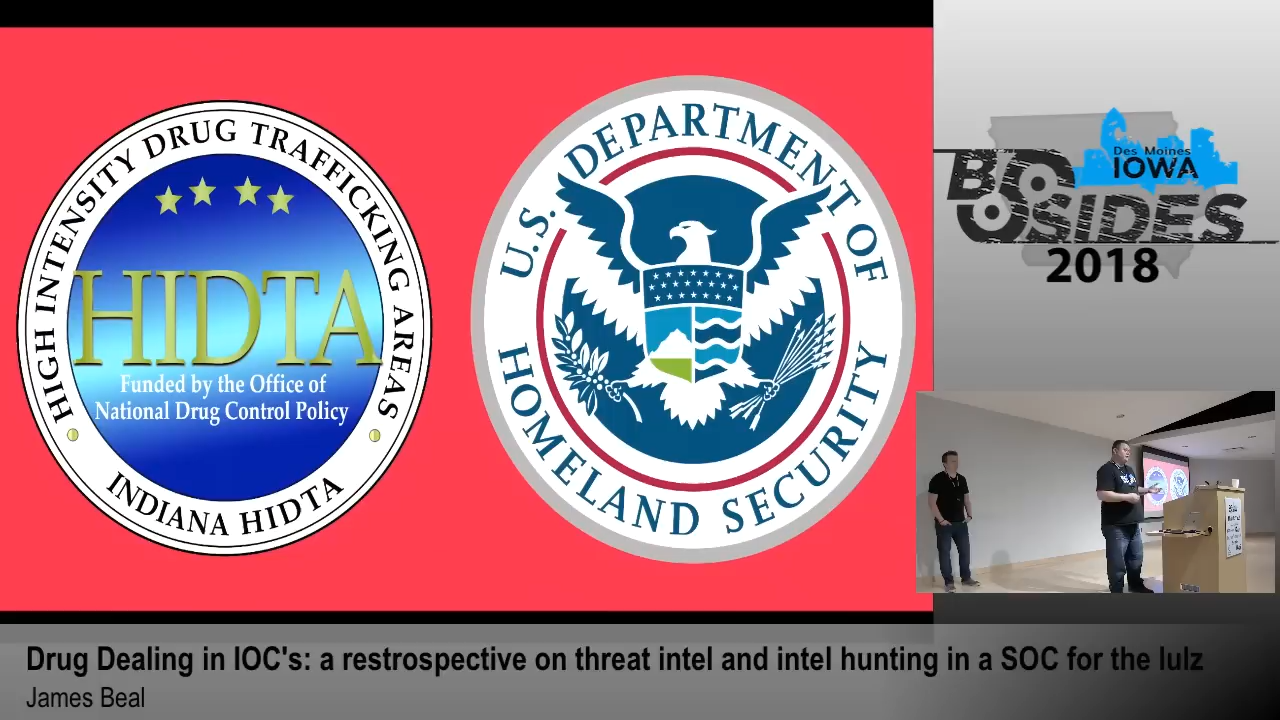 HIGH INTENSITY DRUG TRAFFICKING AREAS
HIDTA
Funded by the Office of
National Drug Control Policy
INDIANA HIDTA
U.S. DEPARTMENT OF
HOMELAND SECURITY
Des Moines
IOWA
BSIDES
2018
Drug Dealing in IOC's: a restrospective on threat intel and intel hunting in a SOC for the lulz
James Beal